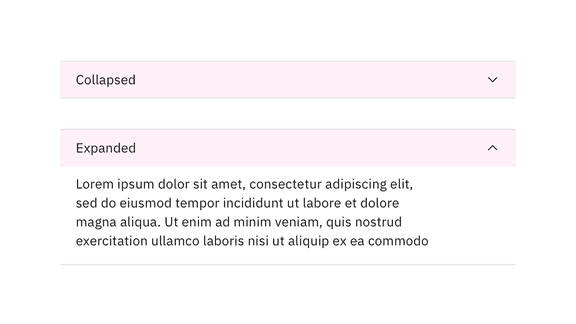 Collapsed
Expanded
Lorem ipsum dolor sit amet, consectetur adipiscing elit,
sed do eiusmod tempor incididunt ut labore et dolore
magna aliqua. Ut enim ad minim veniam, quis nostrud
exercitation ullamco laboris nisi ut aliquip ex ea commodo